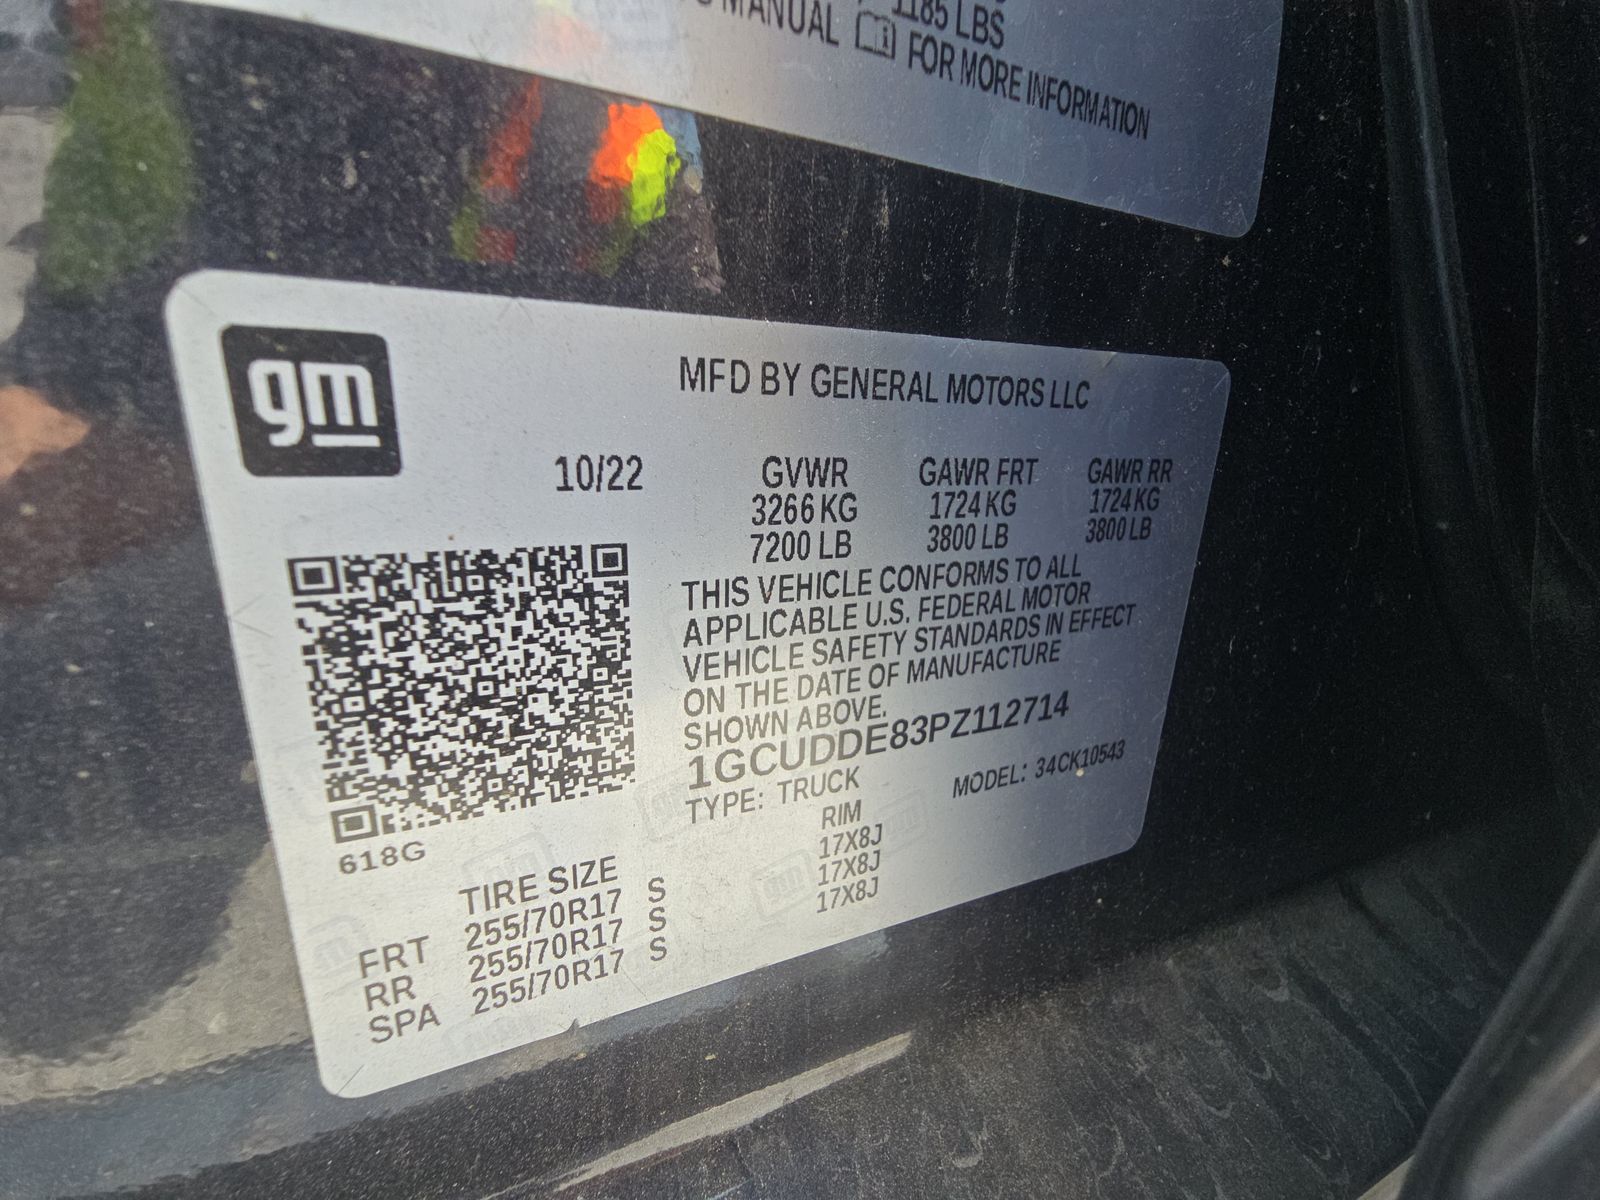 1185 LBS
MANUAL FOR MORE INFORMATION
gm
MFD BY GENERAL MOTORS LLC
10/22 GVWR GAWR FRT GAWR RR
3266 KG 1724 KG 1724 KG
7200 LB 3800 LB 3800 LB
THIS VEHICLE CONFORMS TO ALL
APPLICABLE U.S. FEDERAL MOTOR
VEHICLE SAFETY STANDARDS IN EFFECT
ON THE DATE OF MANUFACTURE
SHOWN ABOVE.
1GCUDDE83PZ112714
TYPE: TRUCK MODEL: 34CK10543
618G
TIRE SIZE RIM
FRT 255/70R17 S 17X8J
RR 255/70R17 S 17X8J
SPA 255/70R17 S 17X8J